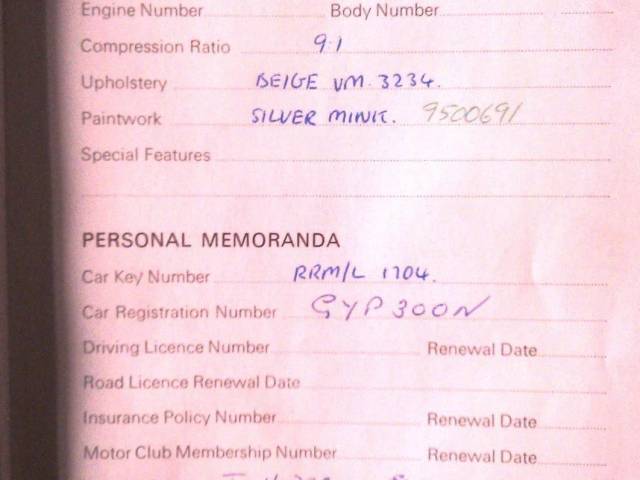 Engine Number Body Number
Compression Ratio 9:1
Upholstery BEIGE VM 3234.
Paintwork SILVER MINK. 9500691
Special Features
PERSONAL MEMORANDA
Car Key Number RRM/L 1704.
Car Registration Number GYP 300N
Driving Licence Number Renewal Date
Road Licence Renewal Date
Insurance Policy Number Renewal Date
Motor Club Membership Number Renewal Date